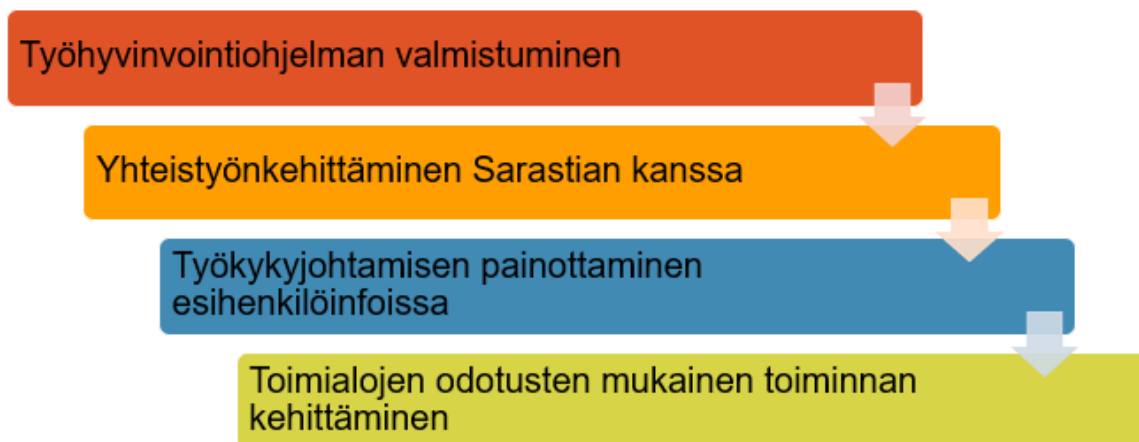 Työhyvinvointiohjelman valmistuminen
Yhteistyönkehittäminen Sarastian kanssa
Työkykyjohtamisen painottaminen
esihenkilöinfoissa
Toimialojen odotusten mukainen toiminnan
kehittäminen